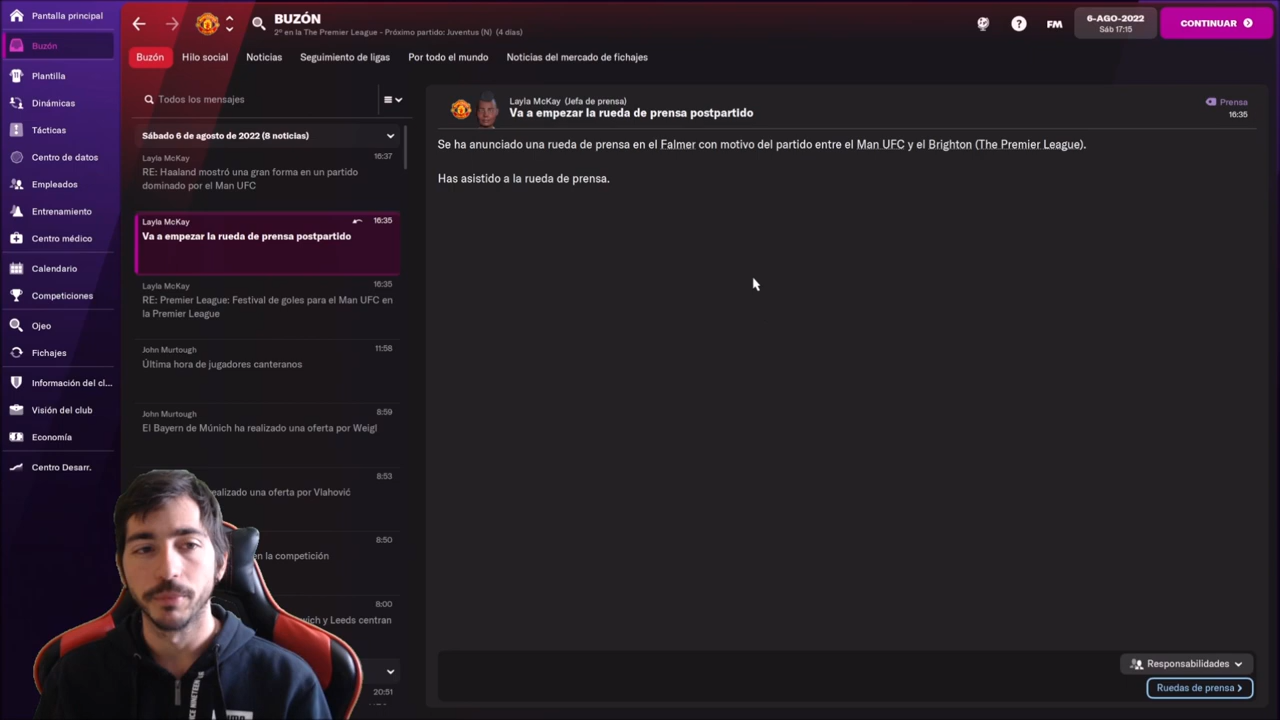 Pantalla principal
Buzón
Plantilla
Dinámicas
Tácticas
Centro de datos
Empleados
Entrenamiento
Centro médico
Calendario
Competiciones
Ojeo
Fichajes
Información del cl...
Visión del club
Economía
Centro Desarr.
BUZÓN
2º en la The Premier League - Próximo partido: Juventus (N) (4 días)
FM
6-AGO-2022
Sáb 17:15
CONTINUAR
Buzón
Hilo social
Noticias
Seguimiento de ligas
Por todo el mundo
Noticias del mercado de fichajes
Todos los mensajes
Sábado 6 de agosto de 2022 (8 noticias)
Layla McKay
16:37
RE: Haaland mostró una gran forma en un partido
dominado por el Man UFC
Layla McKay
16:35
Va a empezar la rueda de prensa postpartido
Layla McKay
16:35
RE: Premier League: Festival de goles para el Man UFC en
la Premier League
John Murtough
11:58
Última hora de jugadores canteranos
John Murtough
8:59
El Bayern de Múnich ha realizado una oferta por Weigl
8:53
ealizado una oferta por Vlahović
8:50
en la competición
8:00
wich y Leeds centran
20:51
Layla McKay (Jefa de prensa)
Va a empezar la rueda de prensa postpartido
Prensa
16:35
Se ha anunciado una rueda de prensa en el Falmer con motivo del partido entre el Man UFC y el Brighton (The Premier League).
Has asistido a la rueda de prensa.
Responsabilidades
Ruedas de prensa